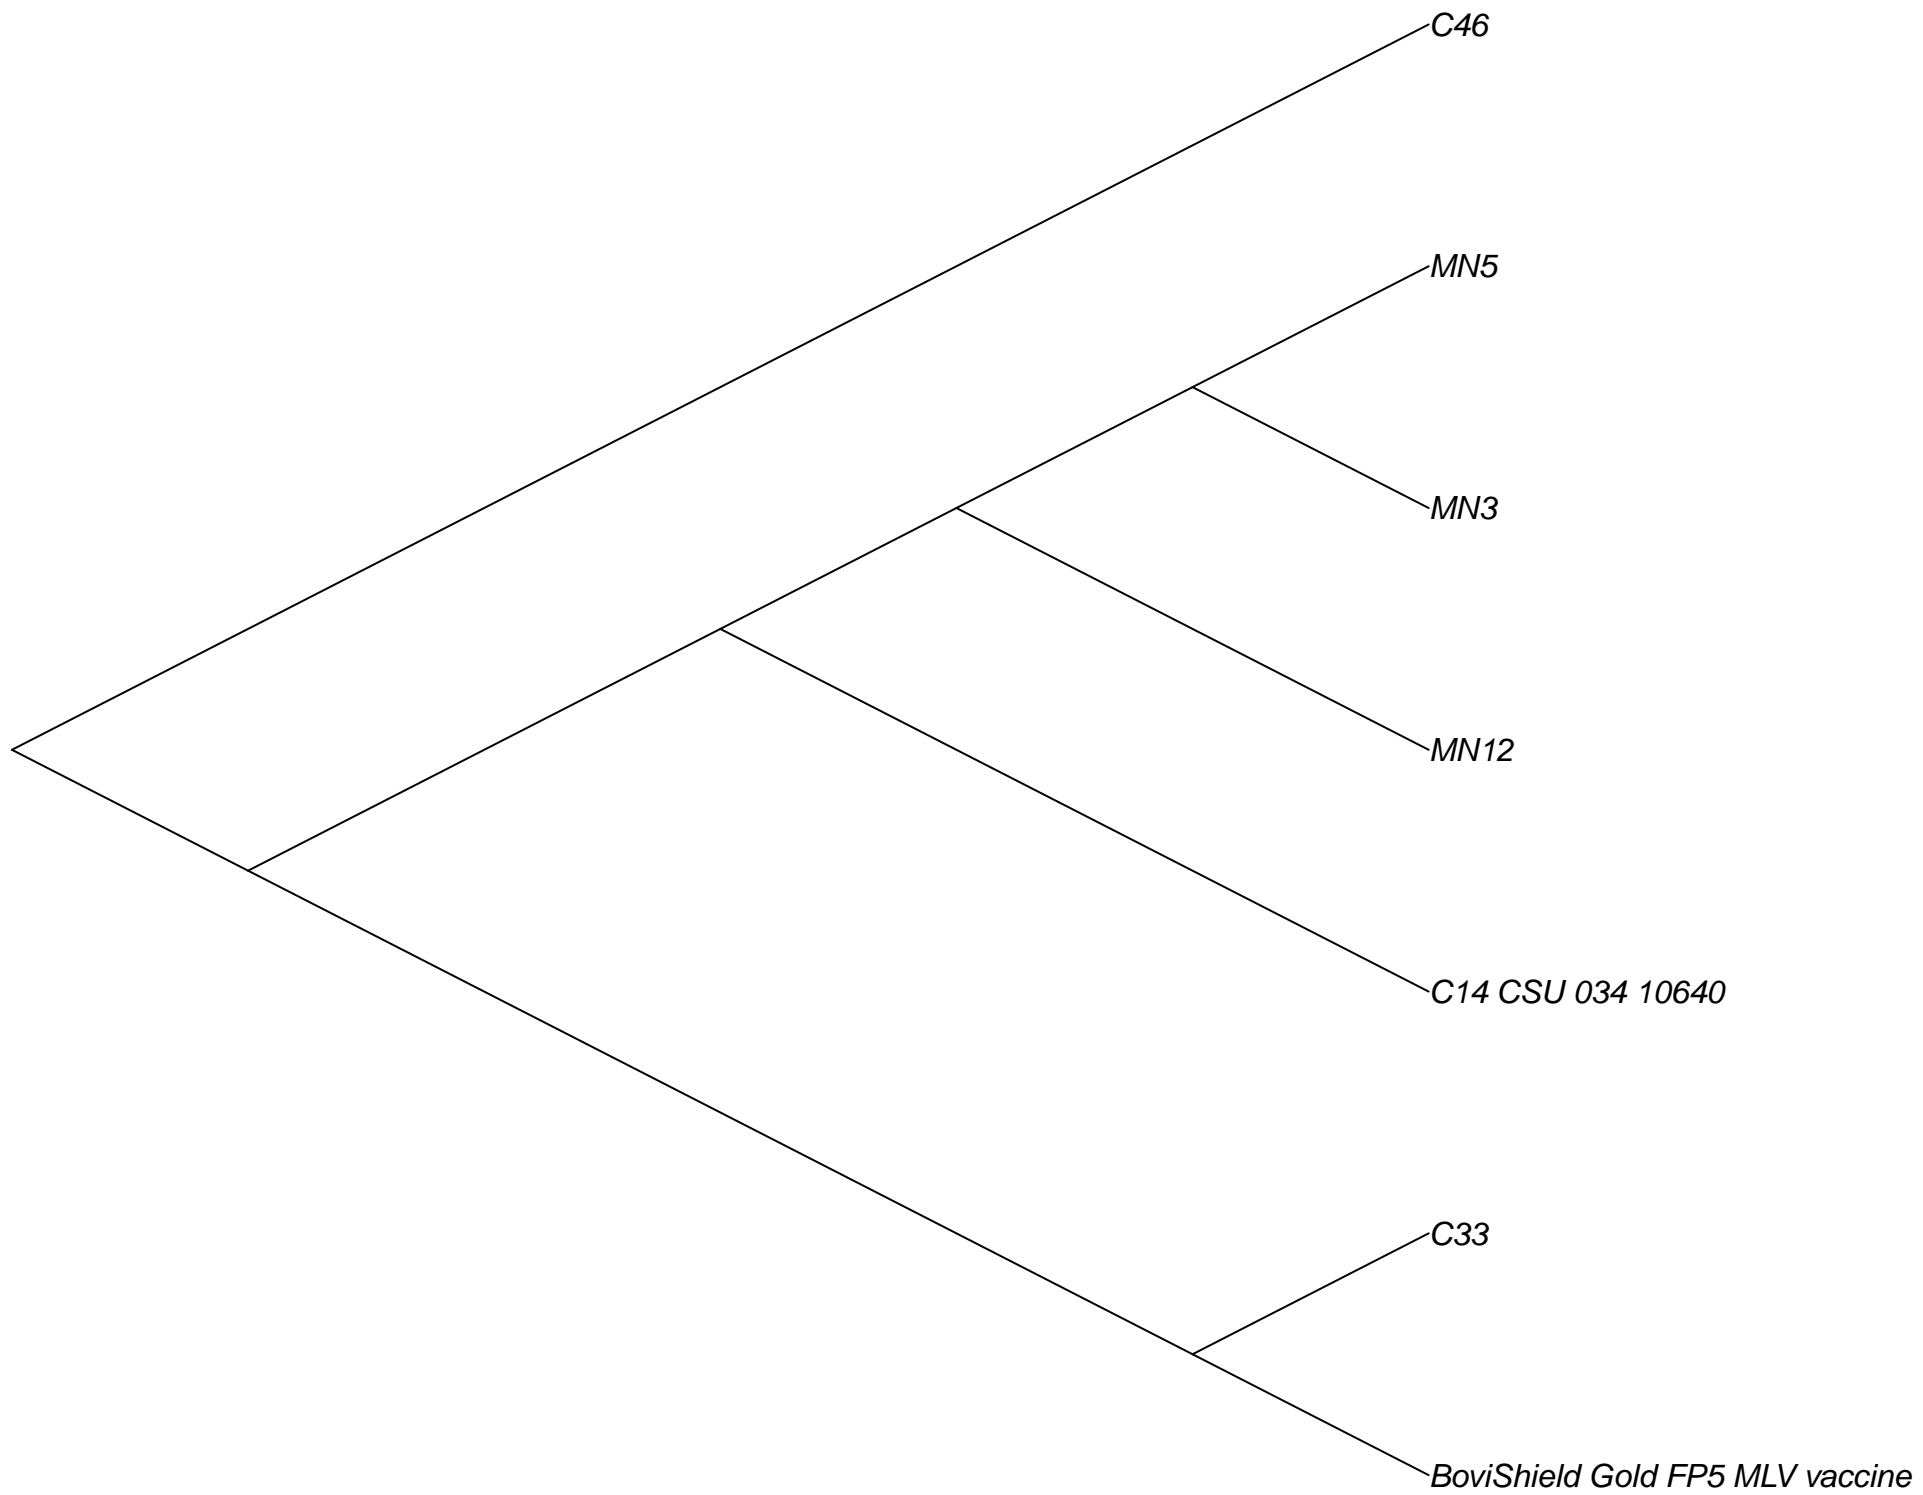 C46
MN5
MN3
MN12
C14 CSU 034 10640
C33
BoviShield Gold FP5 MLV vaccine